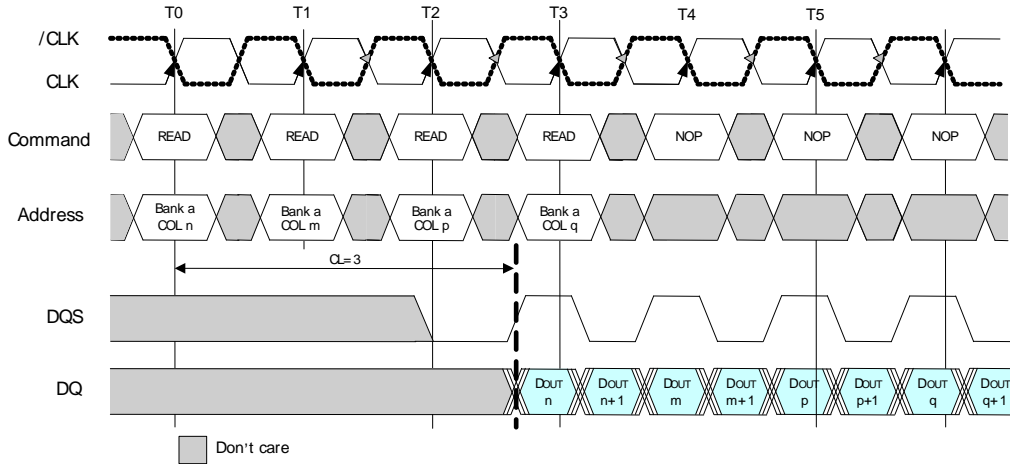 T0 T1 T2 T3 T4 T5
/CLK
CLK
Command READ READ READ READ NOP NOP NOP
Address
Bank a Bank a Bank a Bank a
COL n COL m COL p COL q
CL=3
DQS
DQ
DOUT DOUT DOUT DOUT DOUT DOUT DOUT DOUT
n n+1 m m+1 p p+1 q q+1
Don't care